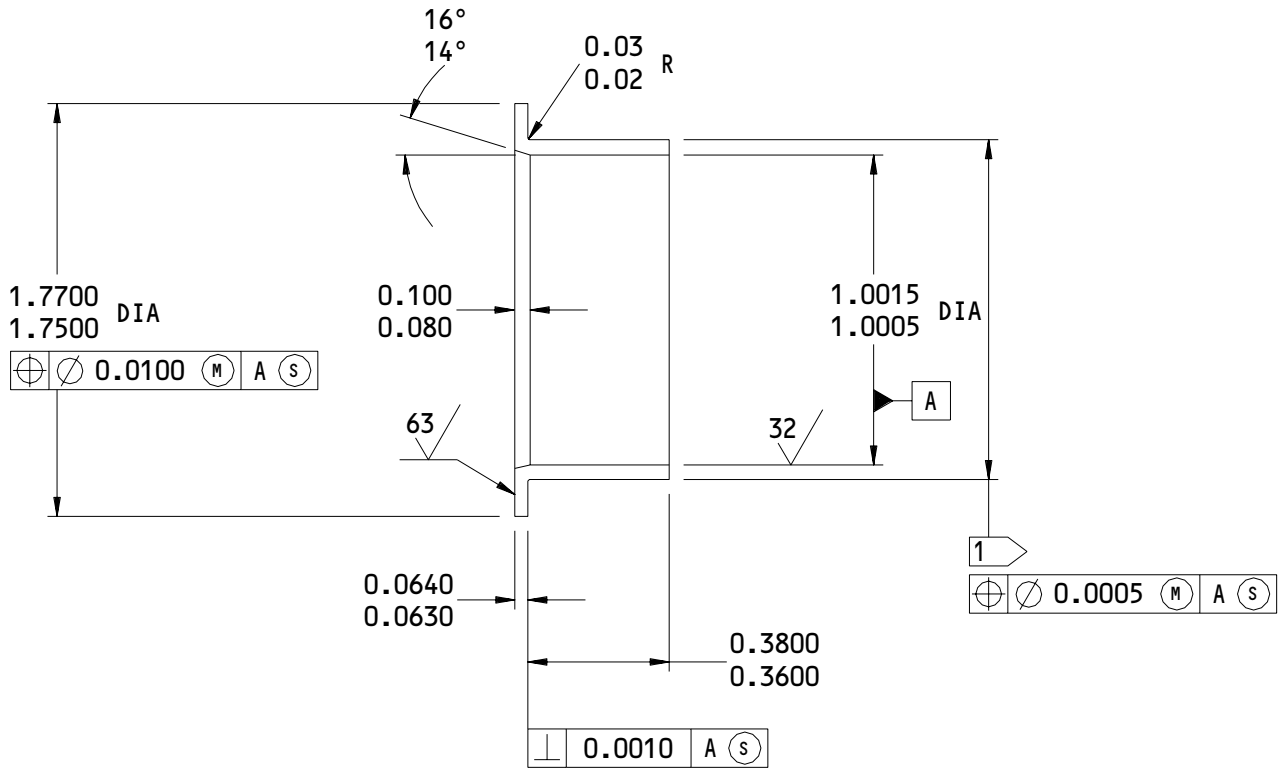 16°
14°
0.03
0.02 R
1.7700
1.7500 DIA
⌖ ⌀ 0.0100 Ⓜ A Ⓢ
0.100
0.080
1.0015
1.0005 DIA
A
63
32
1
⌖ ⌀ 0.0005 Ⓜ A Ⓢ
0.0640
0.0630
0.3800
0.3600
⊥ 0.0010 A Ⓢ